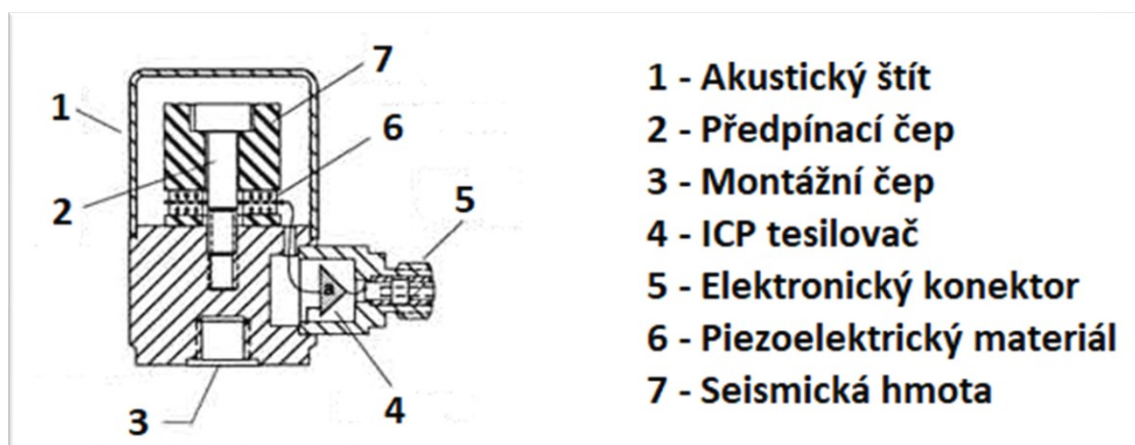 7
1
6
2
5
3
4
1 - Akustický štít
2 - Předpínací čep
3 - Montážní čep
4 - ICP tesilovač
5 - Elektronický konektor
6 - Piezoelektrický materiál
7 - Seismická hmota
a